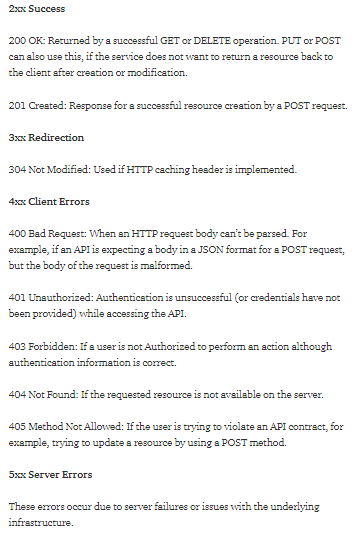 2xx Success
200 OK: Returned by a successful GET or DELETE operation. PUT or POST
can also use this, if the service does not want to return a resource back to
the client after creation or modification.
201 Created: Response for a successful resource creation by a POST request.
3xx Redirection
304 Not Modified: Used if HTTP caching header is implemented.
4xx Client Errors
400 Bad Request: When an HTTP request body can't be parsed. For
example, if an API is expecting a body in a JSON format for a POST request,
but the body of the request is malformed.
401 Unauthorized: Authentication is unsuccessful (or credentials have not
been provided) while accessing the API.
403 Forbidden: If a user is not Authorized to perform an action although
authentication information is correct.
404 Not Found: If the requested resource is not available on the server.
405 Method Not Allowed: If the user is trying to violate an API contract, for
example, trying to update a resource by using a POST method.
5xx Server Errors
These errors occur due to server failures or issues with the underlying
infrastructure.